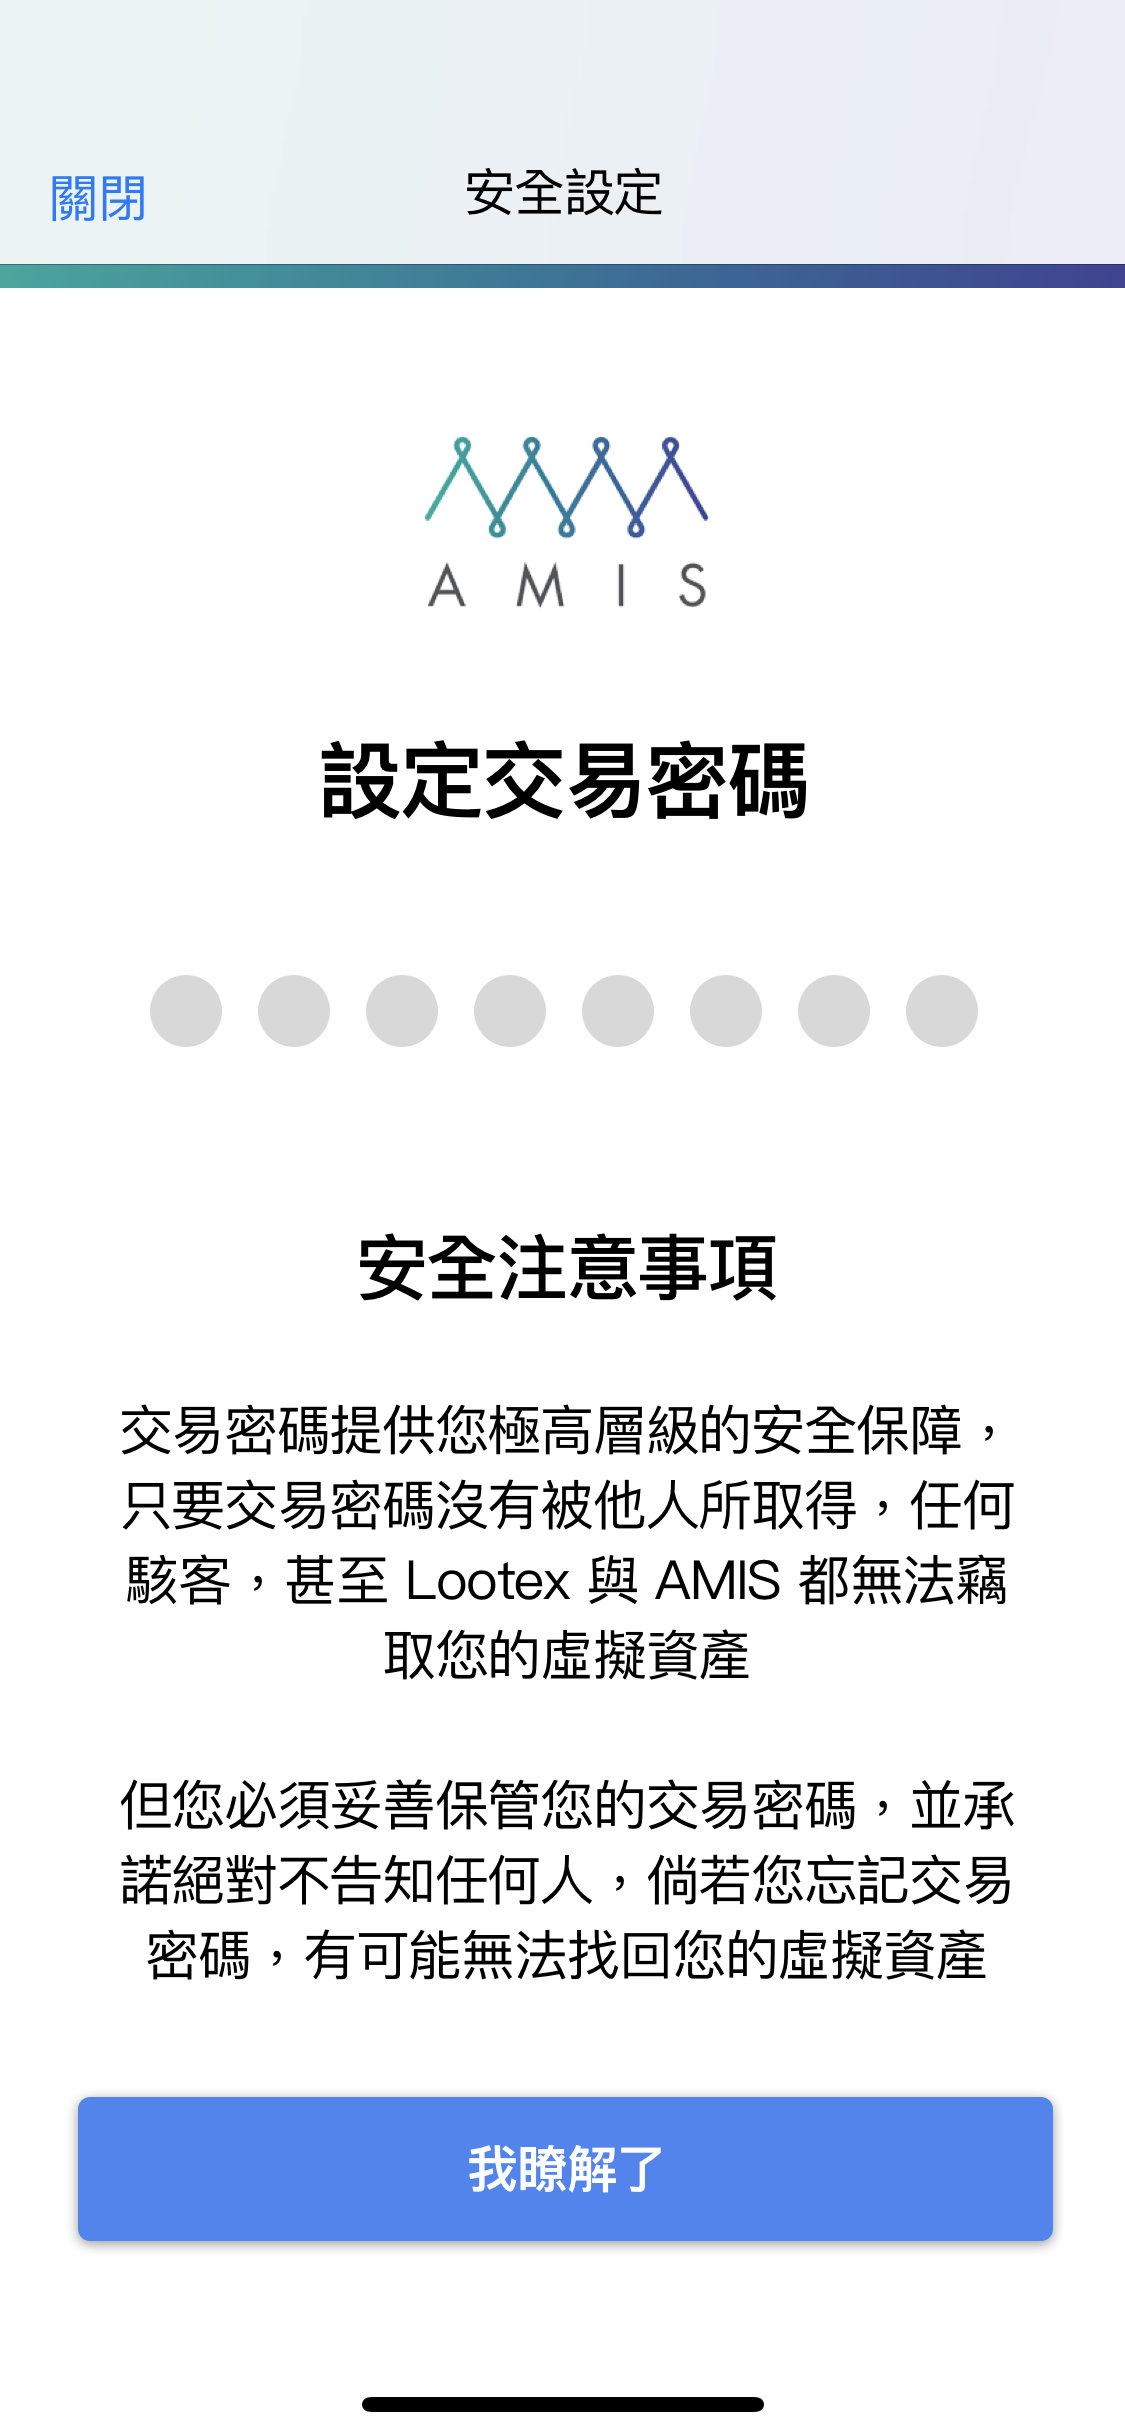 關閉
安全設定
AMIS
設定交易密碼
安全注意事項
交易密碼提供您極高層級的安全保障，
只要交易密碼沒有被他人所取得，任何
駭客，甚至 Lootex 與 AMIS 都無法竊
取您的虛擬資產
但您必須妥善保管您的交易密碼，並承
諾絕對不告知任何人，倘若您忘記交易
密碼，有可能無法找回您的虛擬資產
我瞭解了